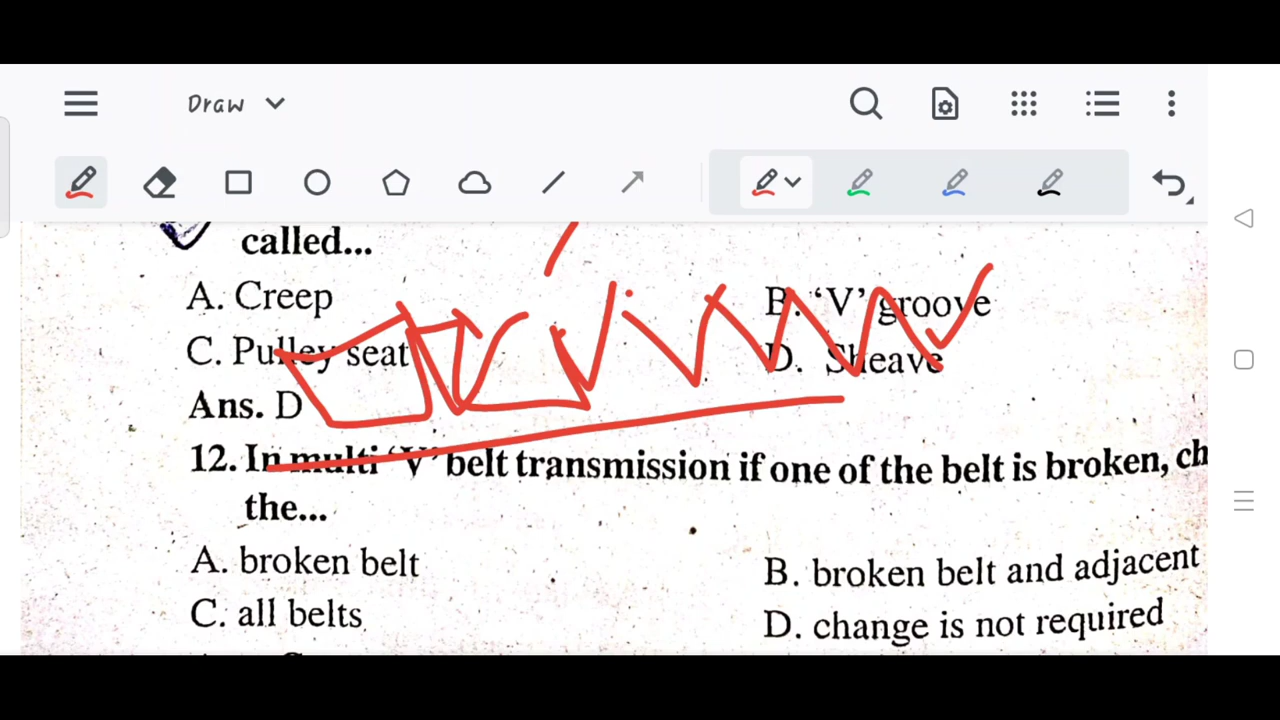 Draw
called...
A. Creep
B. ‘V’ groove
C. Pulley seat
D. Sheave
Ans. D
12. In multi ‘V’ belt transmission if one of the belt is broken, ch
the...
A. broken belt
B. broken belt and adjacent
C. all belts
D. change is not required